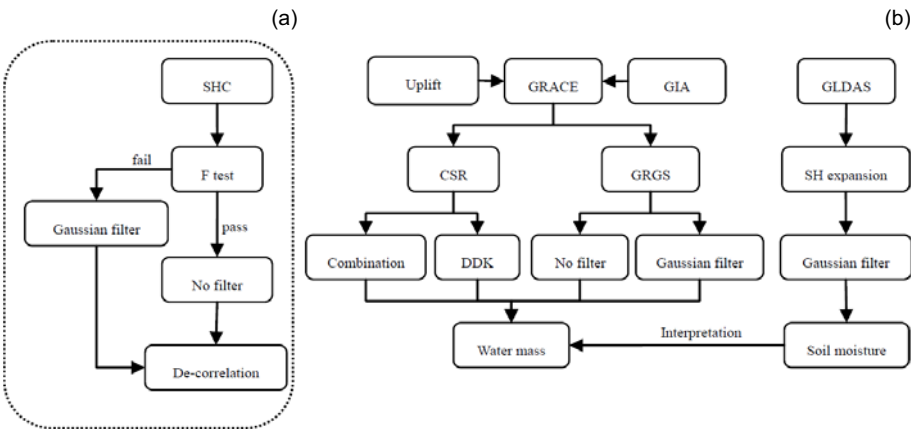 (a)
SHC
fail
F test
Gaussian filter
pass
No filter
De-correlation
(b)
Uplift
GRACE
GIA
GLDAS
CSR
GRGS
SH expansion
Combination
DDK
No filter
Gaussian filter
Gaussian filter
Water mass
Interpretation
Soil moisture